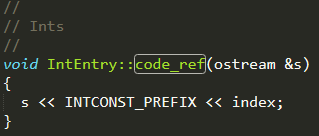 //
// Ints
//
void IntEntry::code_ref(ostream &s)
{
  s << INTCONST_PREFIX << index;
}